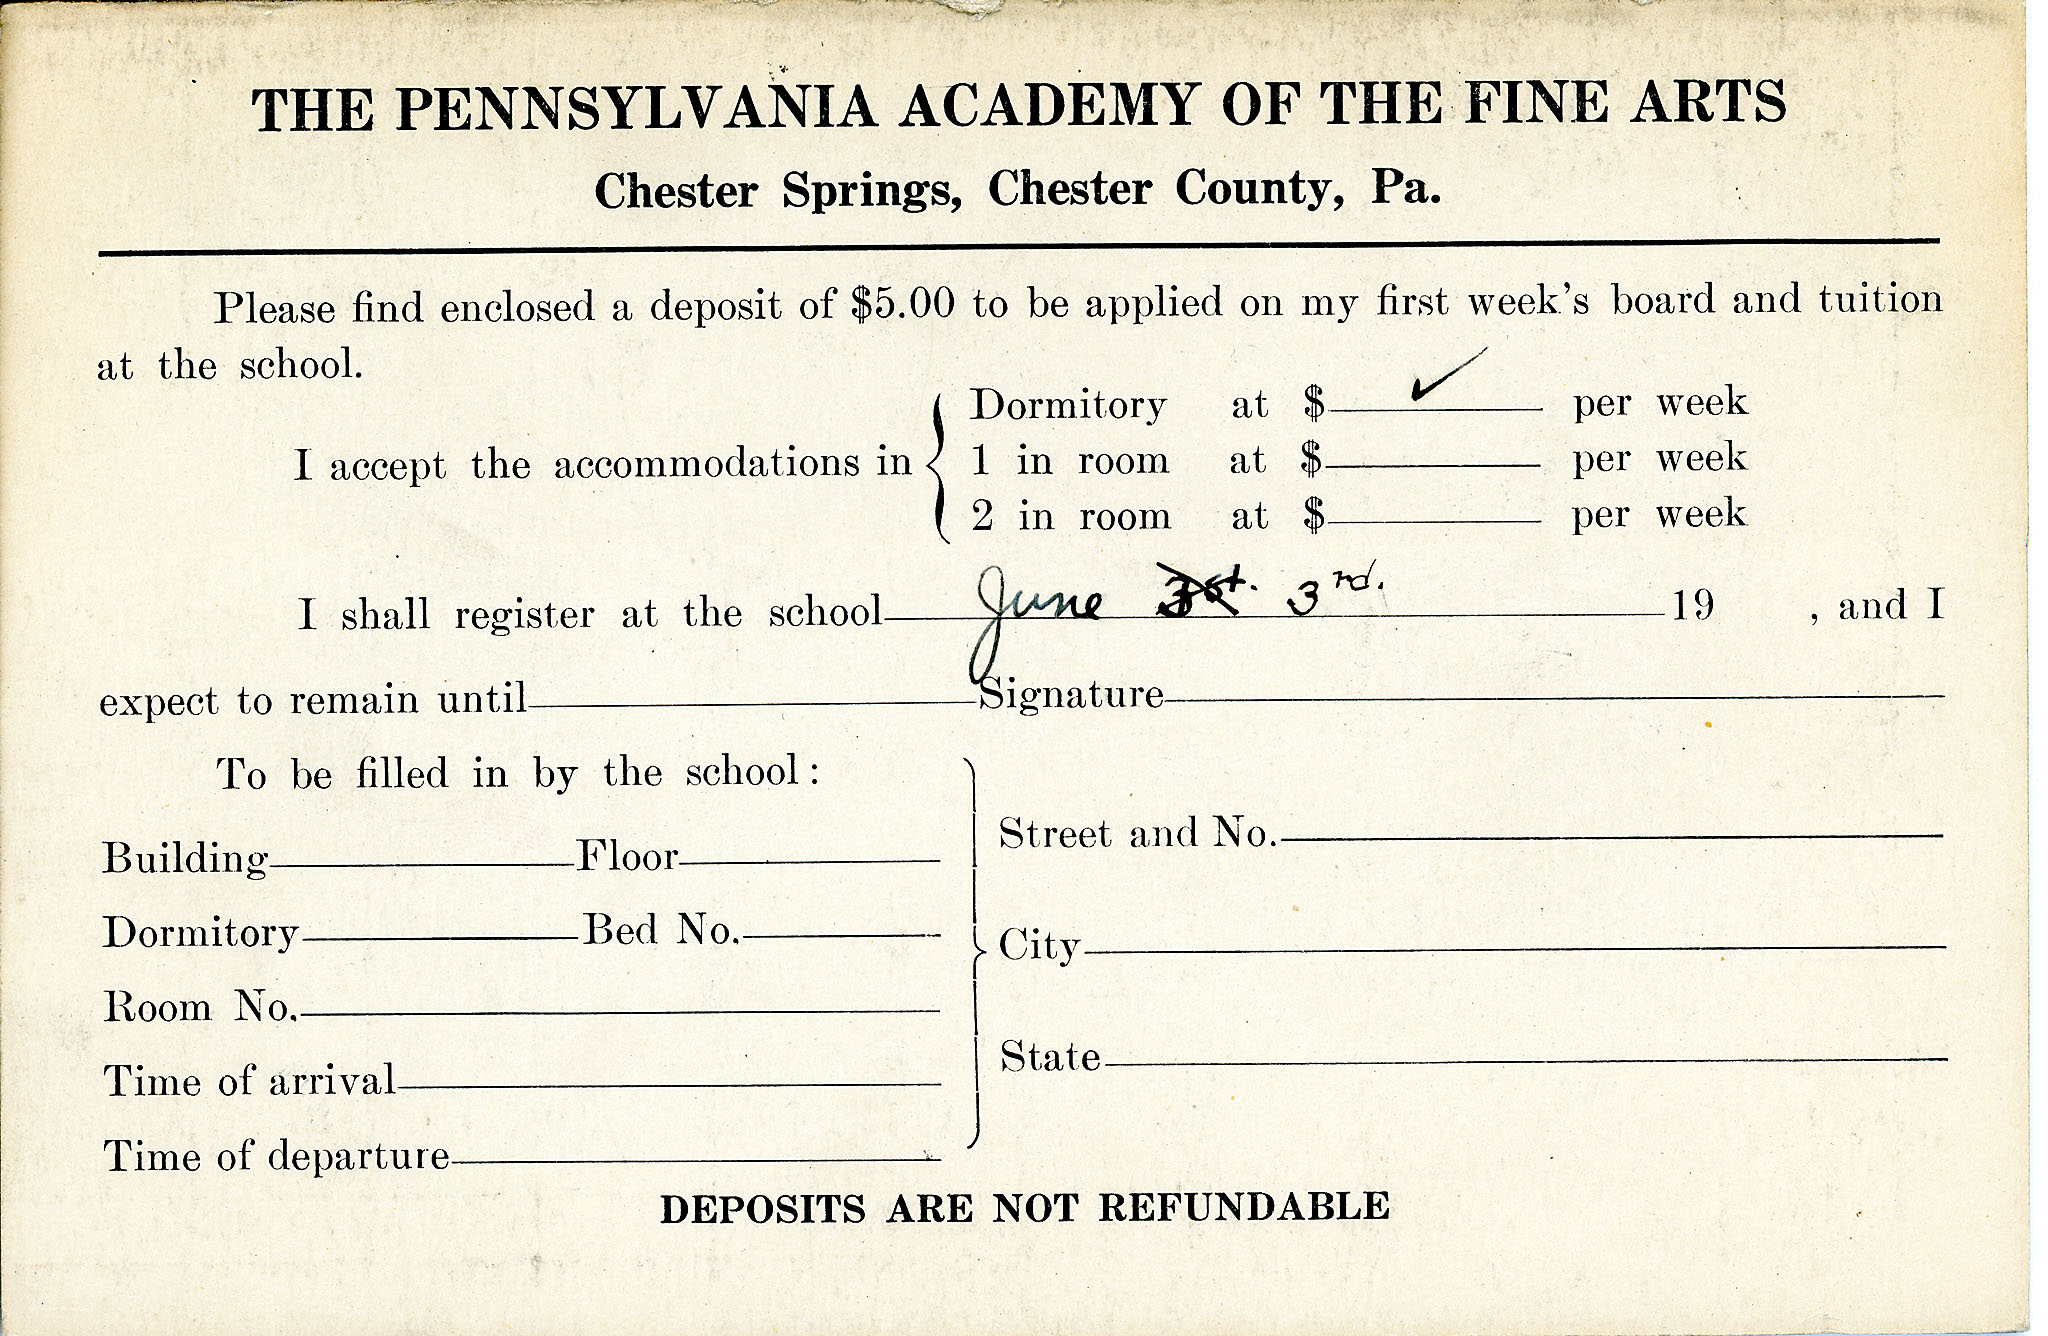 THE PENNSYLVANIA ACADEMY OF THE FINE ARTS
Chester Springs, Chester County, Pa.
Please find enclosed a deposit of $5.00 to be applied on my first week's board and tuition
at the school.
Dormitory at $ ✓ per week
I accept the accommodations in { 1 in room at $ per week
2 in room at $ per week
I shall register at the school June 3rd. 19 , and I
expect to remain until Signature
To be filled in by the school:
Street and No.
Building Floor
Dormitory Bed No.
City
Room No.
State
Time of arrival
Time of departure
DEPOSITS ARE NOT REFUNDABLE